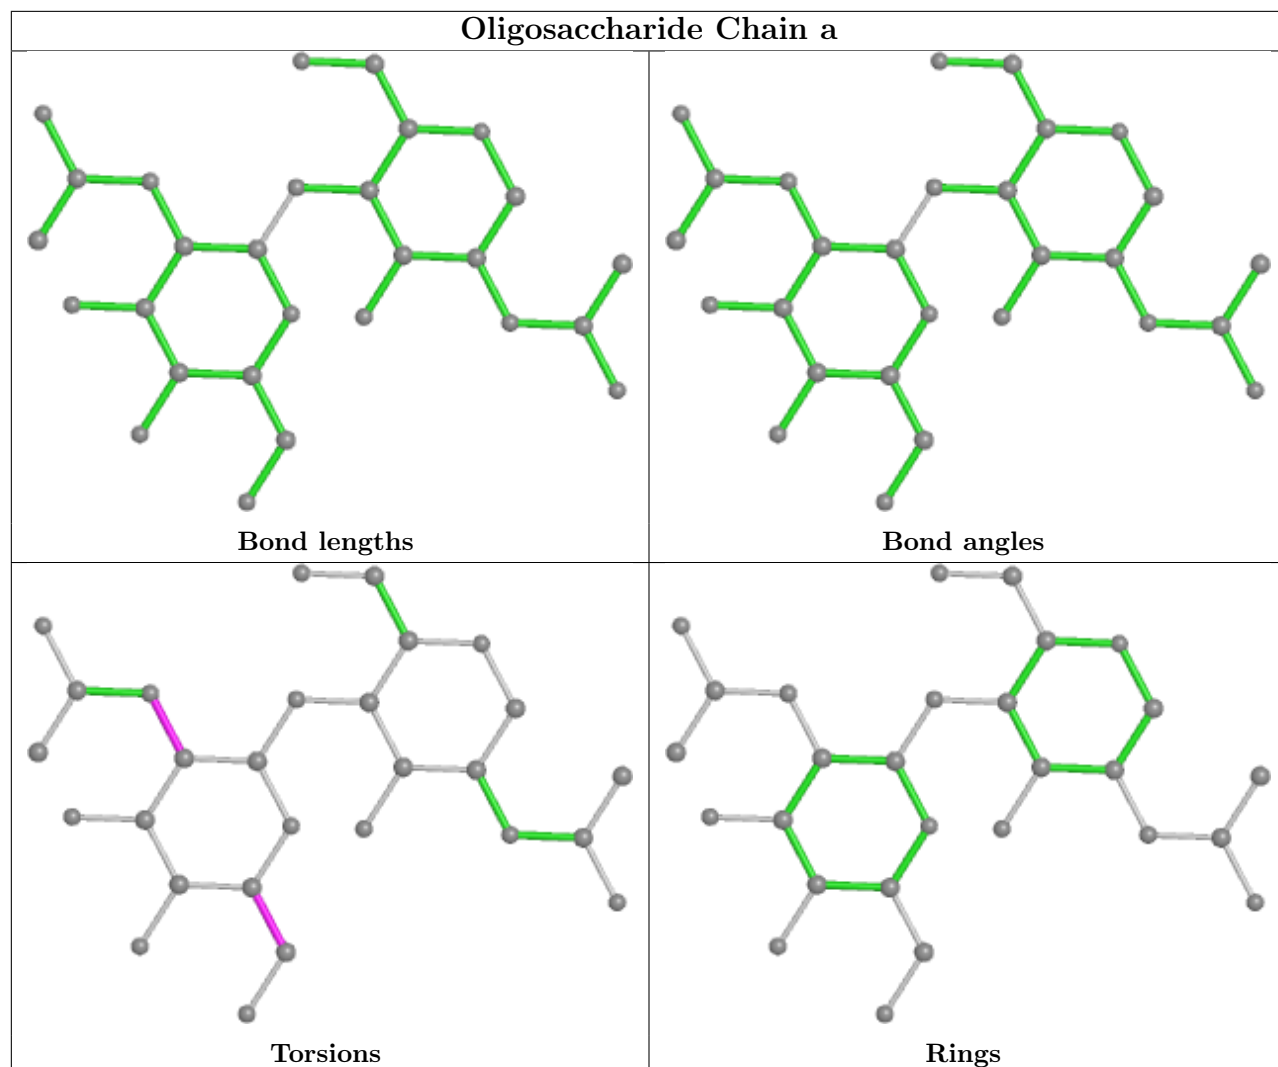 Oligosaccharide Chain a
Bond lengths
Bond angles
Torsions
Rings